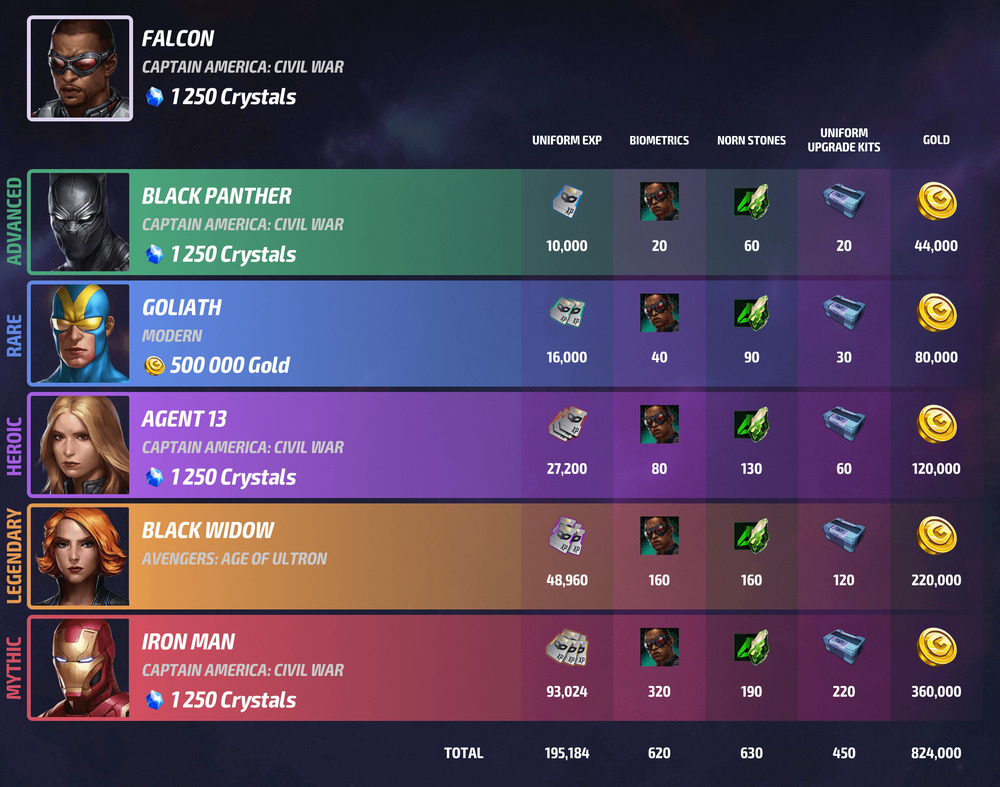 FALCON
CAPTAIN AMERICA: CIVIL WAR
1 250 Crystals
UNIFORM EXP
BIOMETRICS
NORN STONES
UNIFORM
UPGRADE KITS
GOLD
ADVANCED
BLACK PANTHER
CAPTAIN AMERICA: CIVIL WAR
1 250 Crystals
10,000 20 60 20 44,000
RARE
GOLIATH
MODERN
500 000 Gold
16,000 40 90 30 80,000
HEROIC
AGENT 13
CAPTAIN AMERICA: CIVIL WAR
1 250 Crystals
27,200 80 130 60 120,000
LEGENDARY
BLACK WIDOW
AVENGERS: AGE OF ULTRON
48,960 160 160 120 220,000
MYTHIC
IRON MAN
CAPTAIN AMERICA: CIVIL WAR
1 250 Crystals
93,024 320 190 220 360,000
TOTAL 195,184 620 630 450 824,000